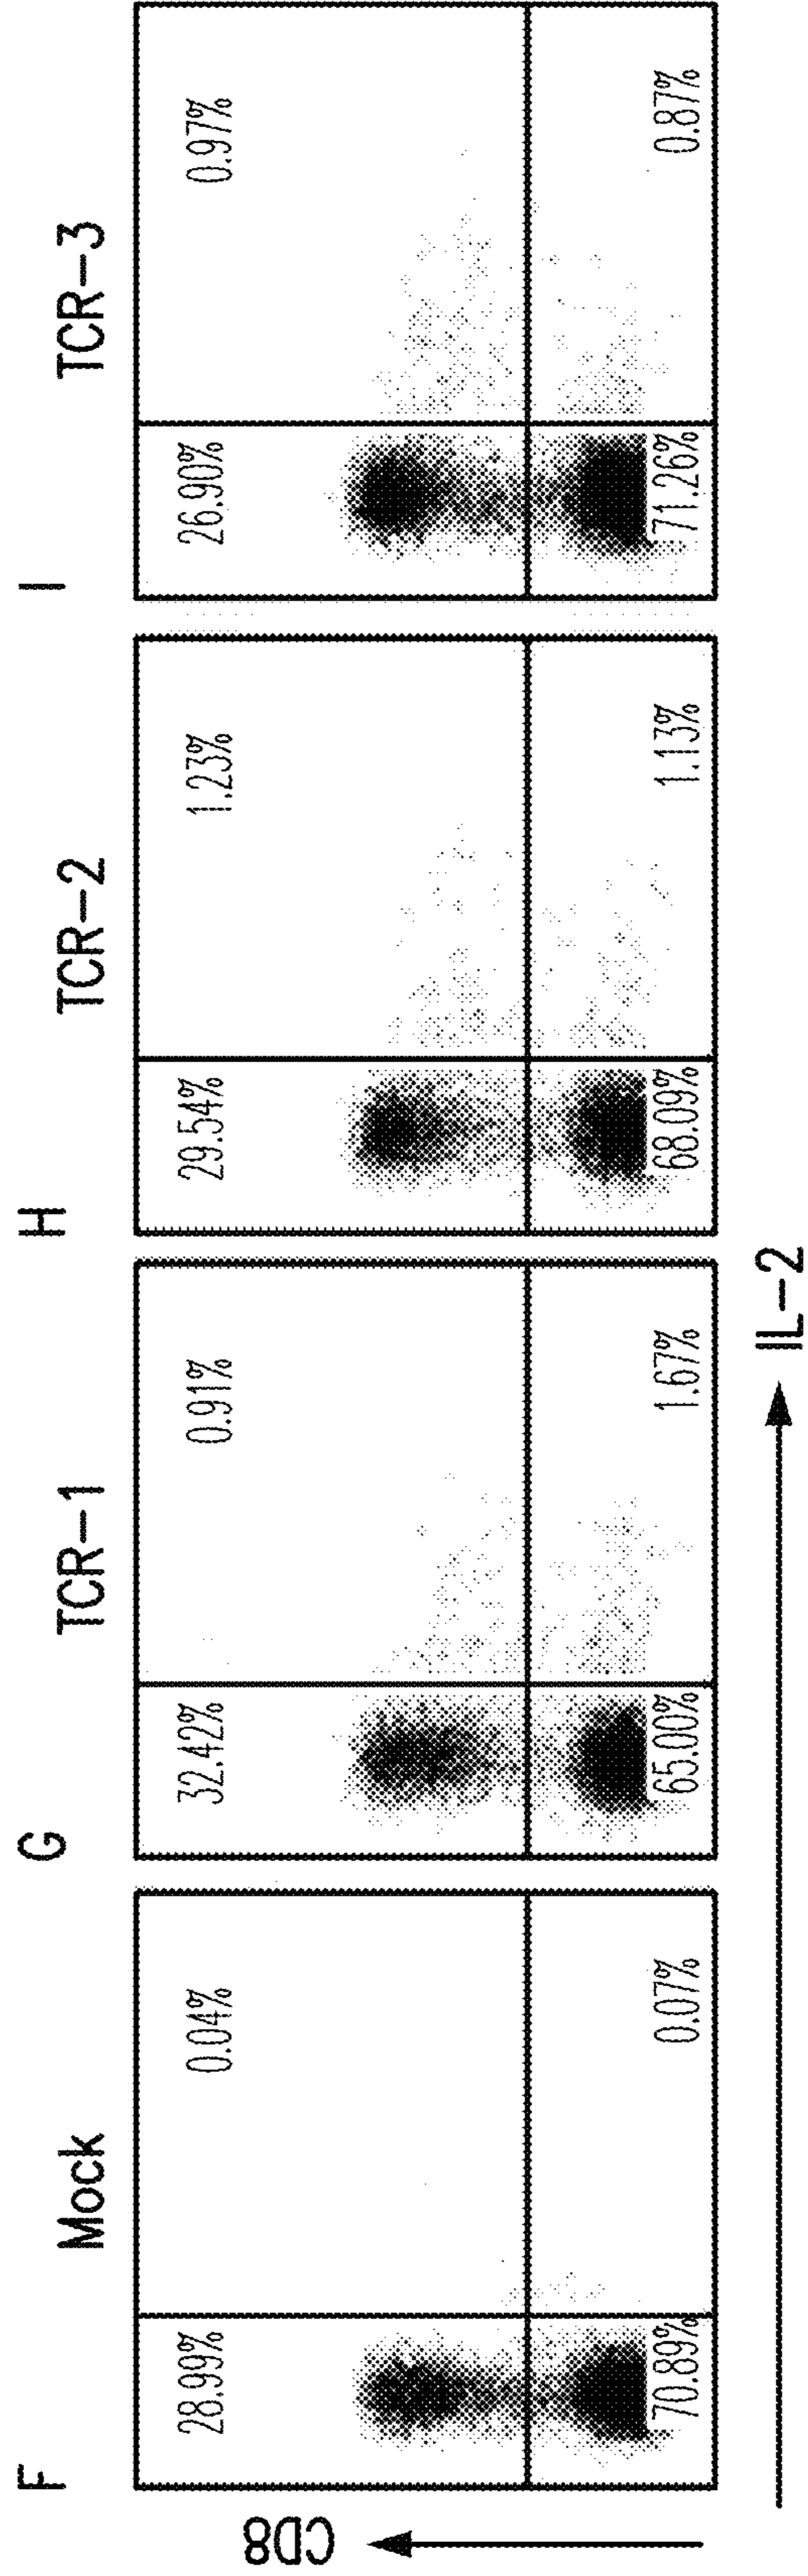 F
G
H
I
Mock
TCR-1
TCR-2
TCR-3
28.99%
0.04%
32.42%
0.91%
29.54%
1.23%
26.90%
0.97%
70.89%
0.07%
65.00%
1.67%
68.09%
1.13%
71.26%
0.87%
CD8
IL-2